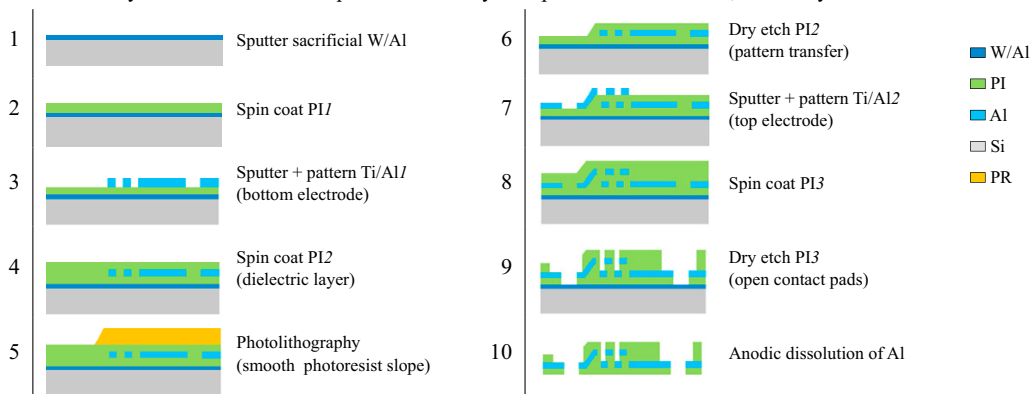 1 Sputter sacrificial W/Al
2 Spin coat PI1
3 Sputter + pattern Ti/Al1
(bottom electrode)
4 Spin coat PI2
(dielectric layer)
5 Photolithography
(smooth photoresist slope)
6 Dry etch PI2
(pattern transfer)
7 Sputter + pattern Ti/Al2
(top electrode)
8 Spin coat PI3
9 Dry etch PI3
(open contact pads)
10 Anodic dissolution of Al
W/Al
PI
Al
Si
PR